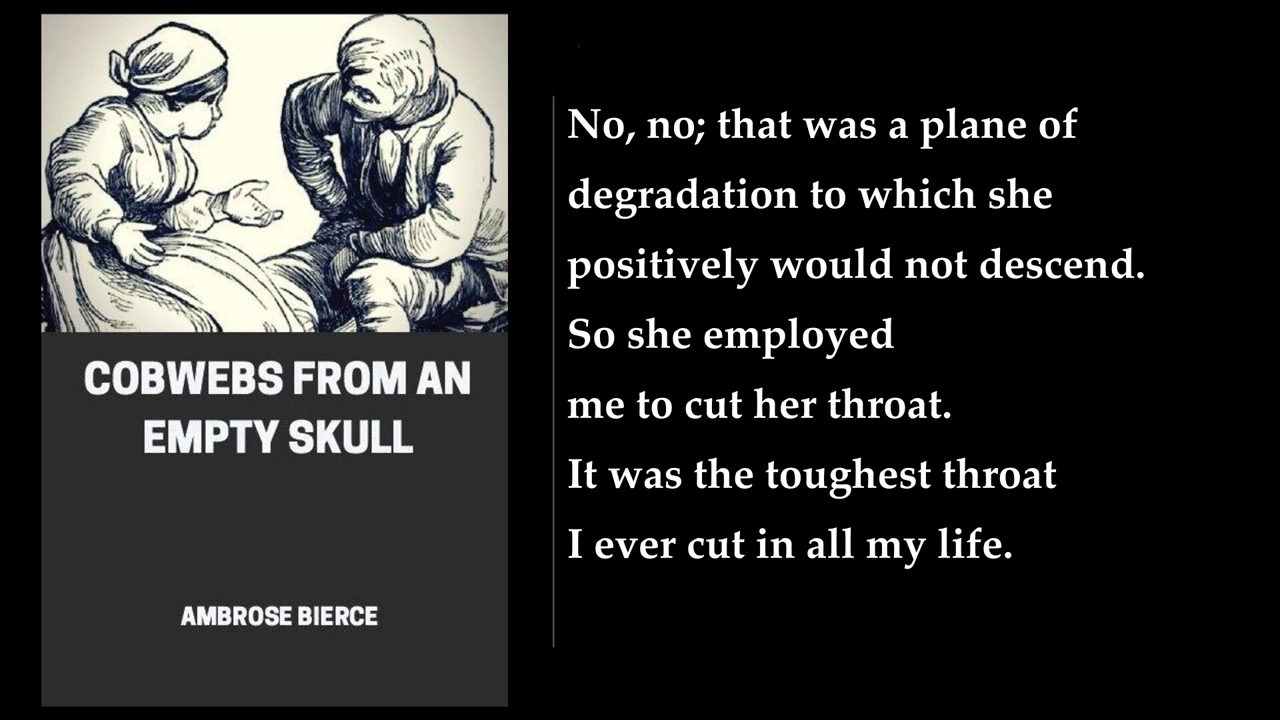 COBWEBS FROM AN
EMPTY SKULL
AMBROSE BIERCE
No, no; that was a plane of
degradation to which she
positively would not descend.
So she employed
me to cut her throat.
It was the toughest throat
I ever cut in all my life.